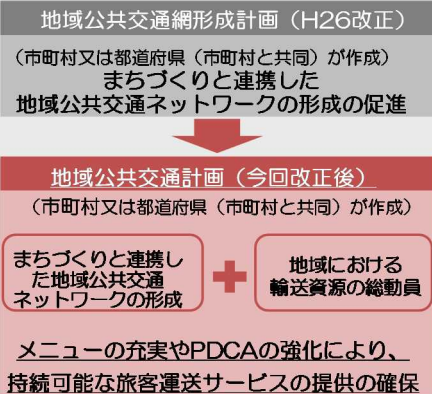 地域公共交通網形成計画（H26改正）
（市町村又は都道府県（市町村と共同）が作成）
まちづくりと連携した
地域公共交通ネットワークの形成の促進
地域公共交通計画（今回改正後）
（市町村又は都道府県（市町村と共同）が作成）
まちづくりと連携し
た地域公共交通
ネットワークの形成
地域における
輸送資源の総動員
メニューの充実やPDCAの強化により、
持続可能な旅客運送サービスの提供の確保